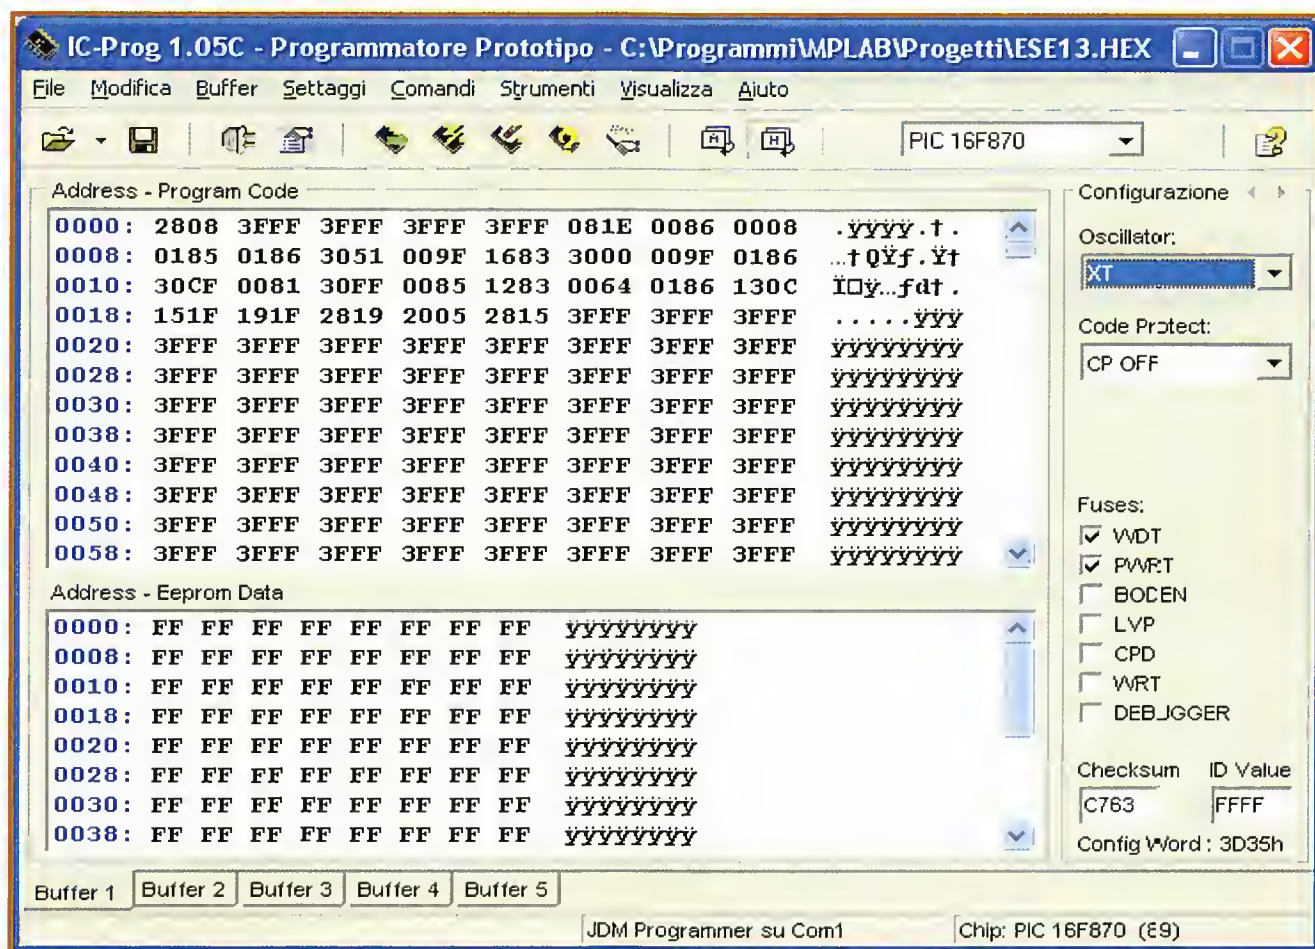 IC-Prog 1.05C - Programmatore Prototipo - C:\Programmi\MPLAB\Progetti\ESE13.HEX
File Modifica Buffer Settaggi Comandi Strumenti Visualizza Aiuto
PIC 16F870
Address - Program Code
0000: 2808 3FFF 3FFF 3FFF 3FFF 081E 0086 0008 .ÿÿÿÿ.†.
0008: 0185 0186 3051 009F 1683 3000 009F 0186 …†QŸƒ.Ÿ†
0010: 30CF 0081 30FF 0085 1283 0064 0186 130C Ï□ÿ…ƒd†.
0018: 151F 191F 2819 2005 2815 3FFF 3FFF 3FFF .....ÿÿÿ
0020: 3FFF 3FFF 3FFF 3FFF 3FFF 3FFF 3FFF 3FFF ÿÿÿÿÿÿÿÿ
0028: 3FFF 3FFF 3FFF 3FFF 3FFF 3FFF 3FFF 3FFF ÿÿÿÿÿÿÿÿ
0030: 3FFF 3FFF 3FFF 3FFF 3FFF 3FFF 3FFF 3FFF ÿÿÿÿÿÿÿÿ
0038: 3FFF 3FFF 3FFF 3FFF 3FFF 3FFF 3FFF 3FFF ÿÿÿÿÿÿÿÿ
0040: 3FFF 3FFF 3FFF 3FFF 3FFF 3FFF 3FFF 3FFF ÿÿÿÿÿÿÿÿ
0048: 3FFF 3FFF 3FFF 3FFF 3FFF 3FFF 3FFF 3FFF ÿÿÿÿÿÿÿÿ
0050: 3FFF 3FFF 3FFF 3FFF 3FFF 3FFF 3FFF 3FFF ÿÿÿÿÿÿÿÿ
0058: 3FFF 3FFF 3FFF 3FFF 3FFF 3FFF 3FFF 3FFF ÿÿÿÿÿÿÿÿ
Address - Eeprom Data
0000: FF FF FF FF FF FF FF FF ÿÿÿÿÿÿÿÿ
0008: FF FF FF FF FF FF FF FF ÿÿÿÿÿÿÿÿ
0010: FF FF FF FF FF FF FF FF ÿÿÿÿÿÿÿÿ
0018: FF FF FF FF FF FF FF FF ÿÿÿÿÿÿÿÿ
0020: FF FF FF FF FF FF FF FF ÿÿÿÿÿÿÿÿ
0028: FF FF FF FF FF FF FF FF ÿÿÿÿÿÿÿÿ
0030: FF FF FF FF FF FF FF FF ÿÿÿÿÿÿÿÿ
0038: FF FF FF FF FF FF FF FF ÿÿÿÿÿÿÿÿ
Configurazione
Oscillator:
XT
Code Protect:
CP OFF
Fuses:
WDT
PWRT
BODEN
LVP
CPD
WRT
DEBUGGER
Checksum ID Value
C763 FFFF
Config Word : 3D35h
Buffer 1 Buffer 2 Buffer 3 Buffer 4 Buffer 5
JDM Programmer su Com1 Chip: PIC 16F870 (89)